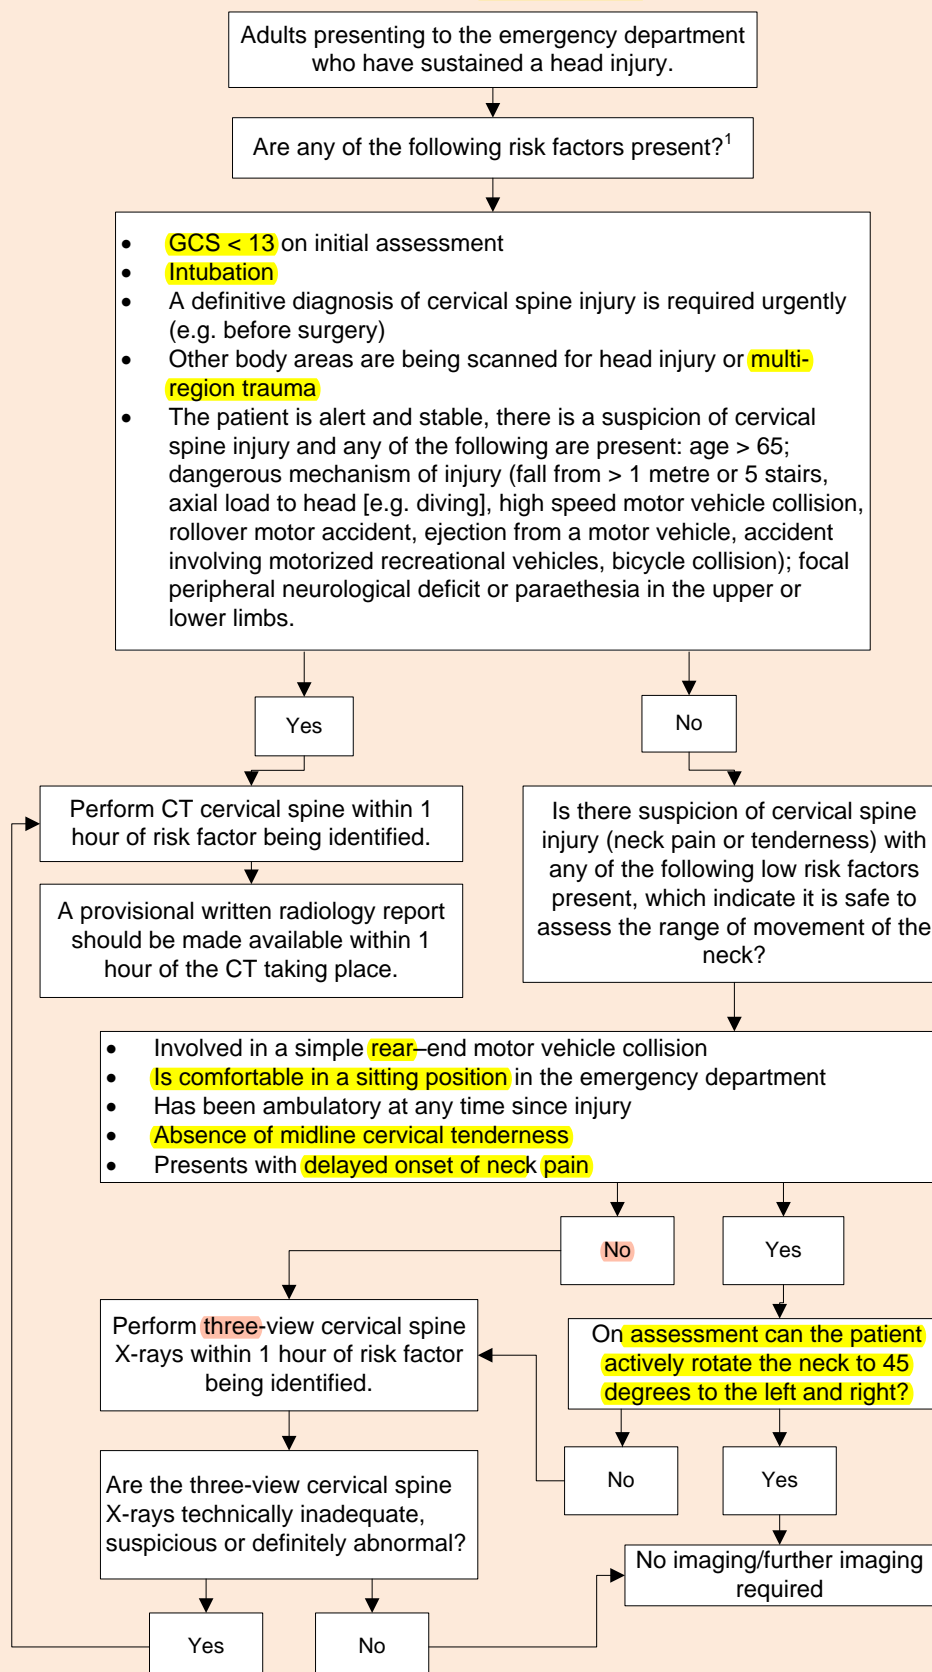 Adults presenting to the emergency department
who have sustained a head injury.
Are any of the following risk factors present?1
• GCS < 13 on initial assessment
• Intubation
• A definitive diagnosis of cervical spine injury is required urgently
(e.g. before surgery)
• Other body areas are being scanned for head injury or multi-
region trauma
• The patient is alert and stable, there is a suspicion of cervical
spine injury and any of the following are present: age > 65;
dangerous mechanism of injury (fall from > 1 metre or 5 stairs,
axial load to head [e.g. diving], high speed motor vehicle collision,
rollover motor accident, ejection from a motor vehicle, accident
involving motorized recreational vehicles, bicycle collision); focal
peripheral neurological deficit or paraethesia in the upper or
lower limbs.
Yes
No
Perform CT cervical spine within 1
hour of risk factor being identified.
A provisional written radiology report
should be made available within 1
hour of the CT taking place.
Is there suspicion of cervical spine
injury (neck pain or tenderness) with
any of the following low risk factors
present, which indicate it is safe to
assess the range of movement of the
neck?
• Involved in a simple rear–end motor vehicle collision
• Is comfortable in a sitting position in the emergency department
• Has been ambulatory at any time since injury
• Absence of midline cervical tenderness
• Presents with delayed onset of neck pain
No
Yes
Perform three-view cervical spine
X-rays within 1 hour of risk factor
being identified.
On assessment can the patient
actively rotate the neck to 45
degrees to the left and right?
No
Yes
Are the three-view cervical spine
X-rays technically inadequate,
suspicious or definitely abnormal?
No imaging/further imaging
required
Yes
No